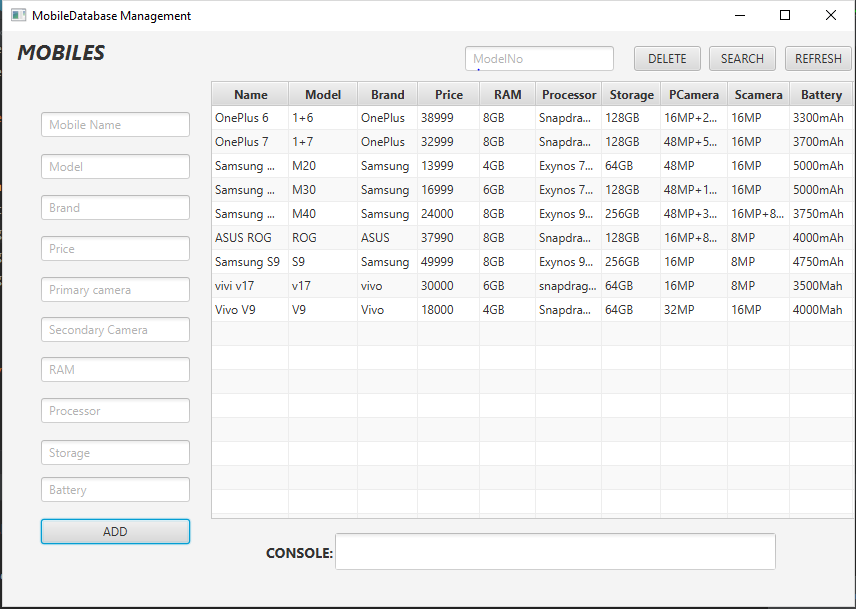 MobileDatabase Management
MOBILES
ModelNo
DELETE
SEARCH
REFRESH
Mobile Name
Model
Brand
Price
Primary camera
Secondary Camera
RAM
Processor
Storage
Battery
ADD
Name Model Brand Price RAM Processor Storage PCamera Scamera Battery
OnePlus 6 1+6 OnePlus 38999 8GB Snapdra... 128GB 16MP+2... 16MP 3300mAh
OnePlus 7 1+7 OnePlus 32999 8GB Snapdra... 128GB 48MP+5... 16MP 3700mAh
Samsung ... M20 Samsung 13999 4GB Exynos 7... 64GB 48MP 16MP 5000mAh
Samsung ... M30 Samsung 16999 6GB Exynos 7... 128GB 48MP+1... 16MP 5000mAh
Samsung ... M40 Samsung 24000 8GB Exynos 9... 256GB 48MP+3... 16MP+8... 3750mAh
ASUS ROG ROG ASUS 37990 8GB Snapdra... 128GB 16MP+8... 8MP 4000mAh
Samsung S9 S9 Samsung 49999 8GB Exynos 9... 256GB 16MP 8MP 4750mAh
vivi v17 v17 vivo 30000 6GB snapdrag... 64GB 16MP 8MP 3500Mah
Vivo V9 V9 Vivo 18000 4GB Snapdra... 64GB 32MP 16MP 4000Mah
CONSOLE: